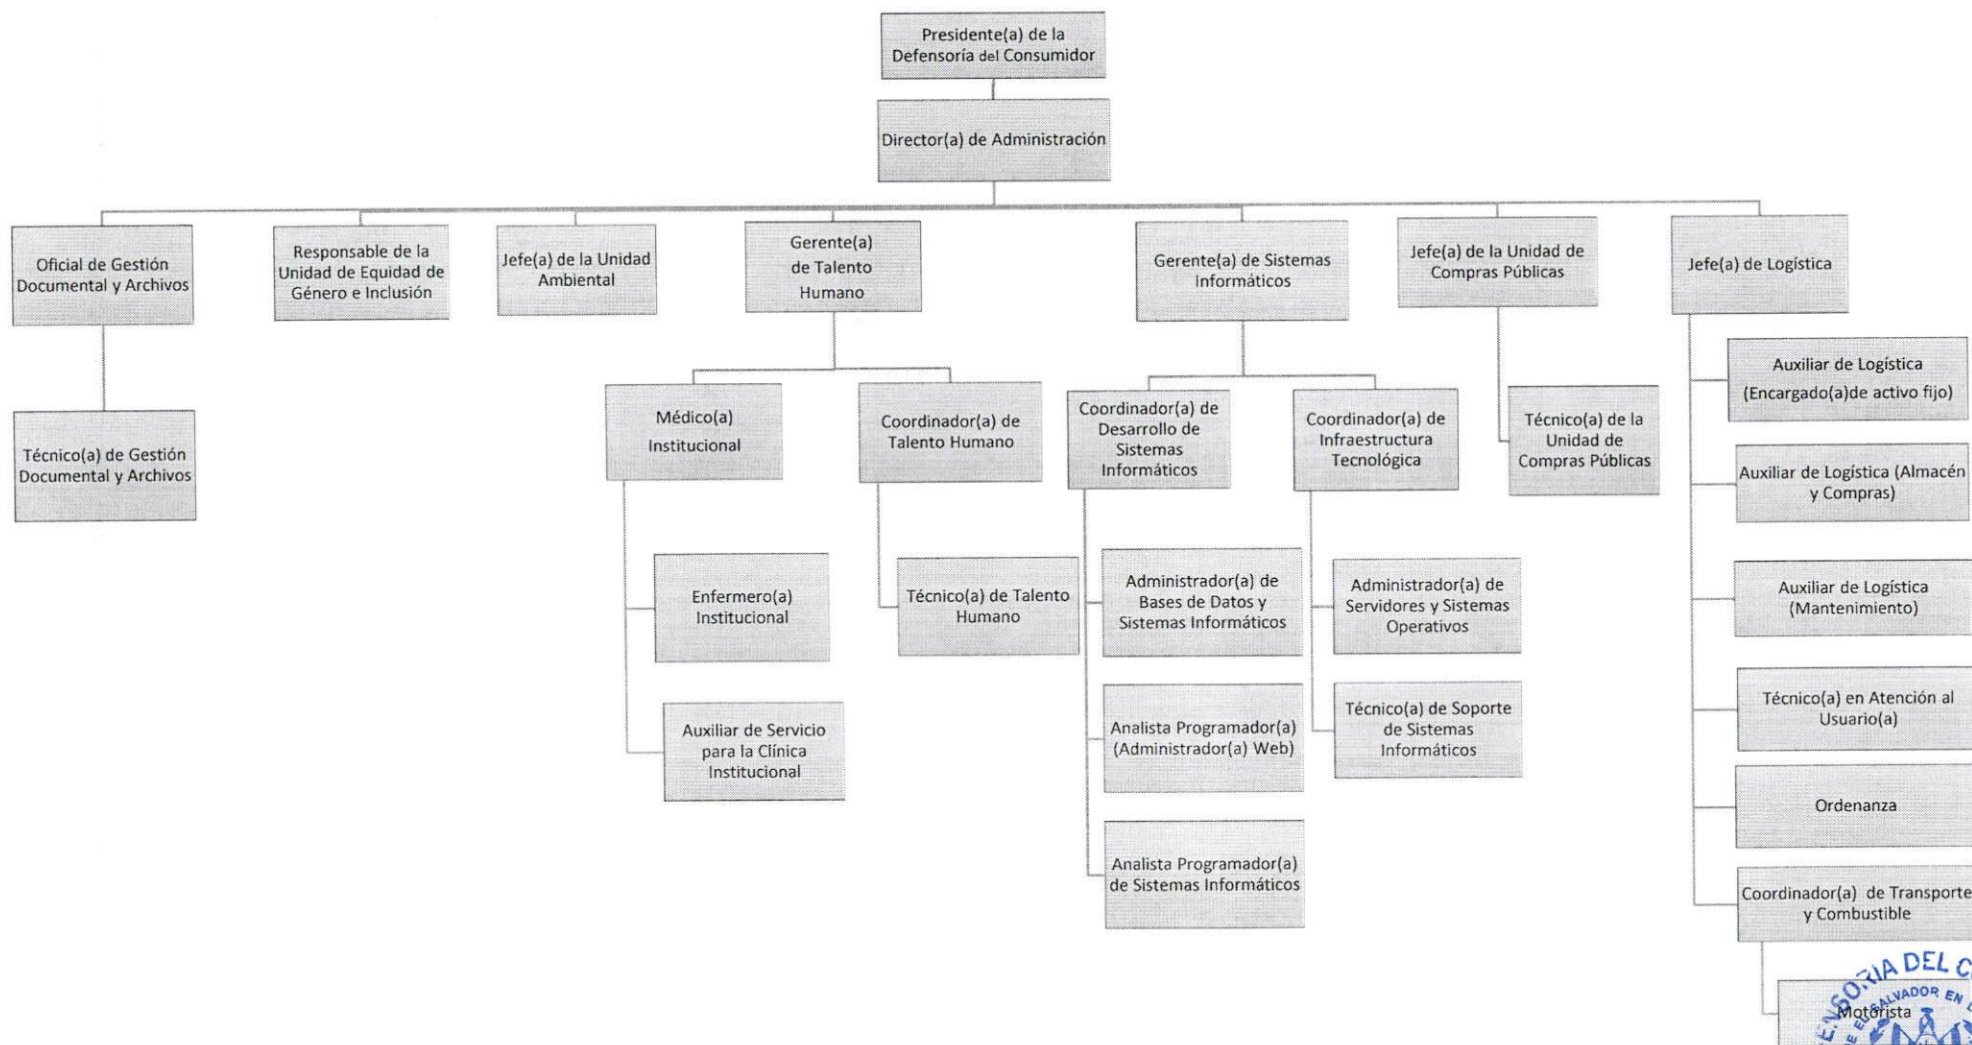 Presidente(a) de la
Defensoría del Consumidor
Director(a) de Administración
Oficial de Gestión
Documental y Archivos
Responsable de la
Unidad de Equidad de
Género e Inclusión
Jefe(a) de la Unidad
Ambiental
Gerente(a)
de Talento
Humano
Gerente(a) de Sistemas
Informáticos
Jefe(a) de la Unidad de
Compras Públicas
Jefe(a) de Logística
Técnico(a) de Gestión
Documental y Archivos
Médico(a)
Institucional
Coordinador(a) de
Talento Humano
Coordinador(a) de
Desarrollo de
Sistemas
Informáticos
Coordinador(a) de
Infraestructura
Tecnológica
Técnico(a) de la
Unidad de
Compras Públicas
Auxiliar de Logística
(Encargado(a)de activo fijo)
Auxiliar de Logística (Almacén
y Compras)
Enfermero(a)
Institucional
Técnico(a) de Talento
Humano
Administrador(a) de
Bases de Datos y
Sistemas Informáticos
Administrador(a) de
Servidores y Sistemas
Operativos
Auxiliar de Logística
(Mantenimiento)
Auxiliar de Servicio
para la Clínica
Institucional
Analista Programador(a)
(Administrador(a) Web)
Técnico(a) de Soporte
de Sistemas
Informáticos
Técnico(a) en Atención al
Usuario(a)
Ordenanza
Analista Programador(a)
de Sistemas Informáticos
Coordinador(a) de Transporte
y Combustible
Motorista
ENSORIA DEL C
DE EL SALVADOR EN L